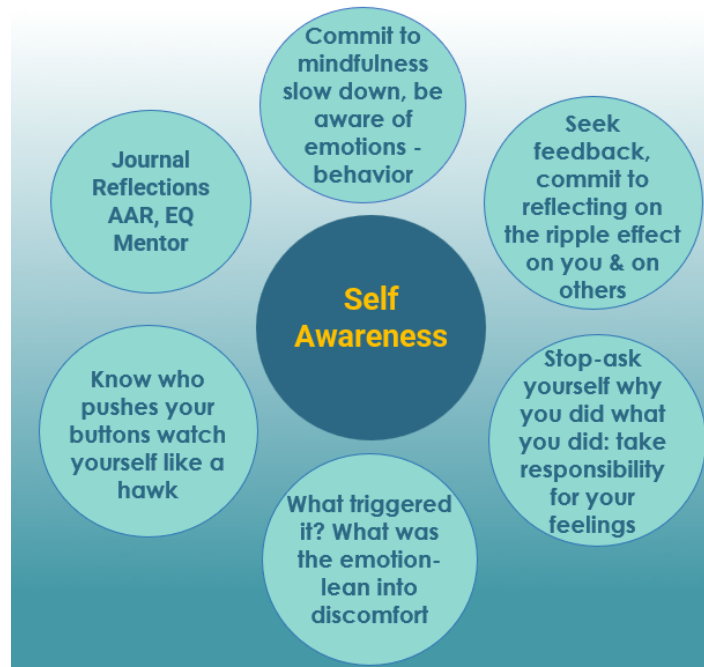 Commit to
mindfulness
slow down, be
aware of
emotions -
behavior
Seek
feedback,
commit to
reflecting on
the ripple effect
on you & on
others
Stop-ask
yourself why
you did what
you did: take
responsibility
for your
feelings
What triggered
it? What was
the emotion-
lean into
discomfort
Know who
pushes your
buttons watch
yourself like a
hawk
Journal
Reflections
AAR, EQ
Mentor
Self
Awareness